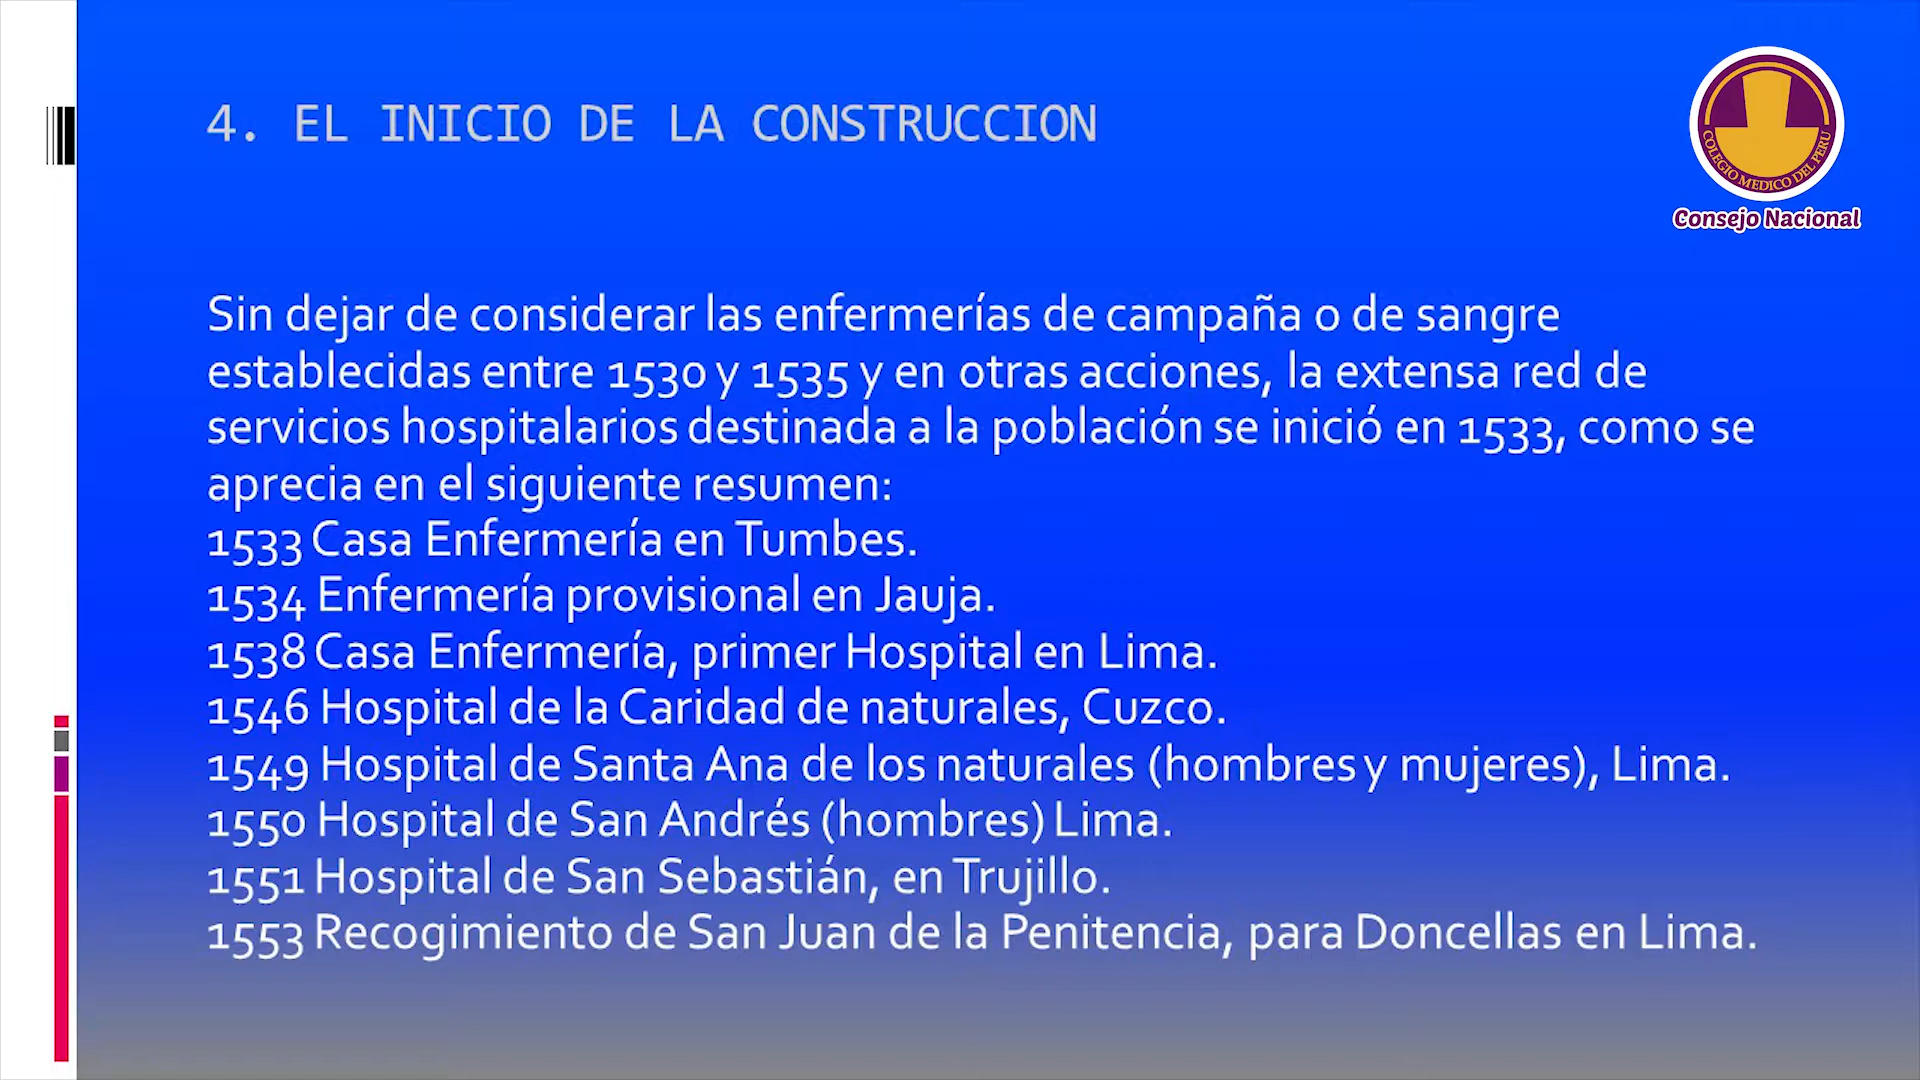 4. EL INICIO DE LA CONSTRUCCION
COLEGIO MEDICO DEL PERU
Consejo Nacional
Sin dejar de considerar las enfermerías de campaña o de sangre
establecidas entre 1530 y 1535 y en otras acciones, la extensa red de
servicios hospitalarios destinada a la población se inició en 1533, como se
aprecia en el siguiente resumen:
1533 Casa Enfermería en Tumbes.
1534 Enfermería provisional en Jauja.
1538 Casa Enfermería, primer Hospital en Lima.
1546 Hospital de la Caridad de naturales, Cuzco.
1549 Hospital de Santa Ana de los naturales (hombres y mujeres), Lima.
1550 Hospital de San Andrés (hombres) Lima.
1551 Hospital de San Sebastián, en Trujillo.
1553 Recogimiento de San Juan de la Penitencia, para Doncellas en Lima.